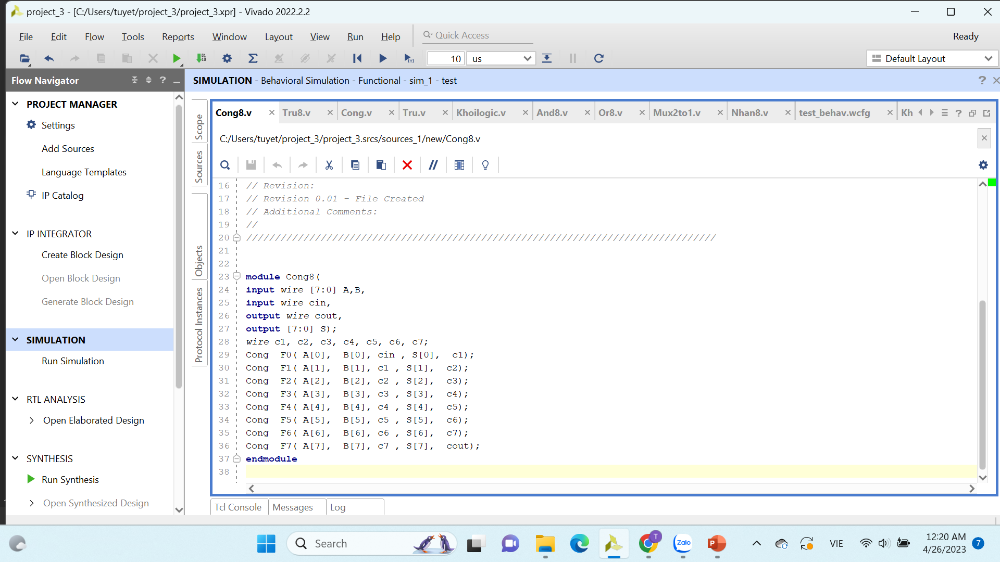 project_3 - [C:/Users/tuyet/project_3/project_3.xpr] - Vivado 2022.2.2
File Edit Flow Tools Reports Window Layout View Run Help Quick Access Ready
10 us Default Layout
Flow Navigator
SIMULATION - Behavioral Simulation - Functional - sim_1 - test
PROJECT MANAGER
Settings
Add Sources
Language Templates
IP Catalog
IP INTEGRATOR
Create Block Design
Open Block Design
Generate Block Design
SIMULATION
Run Simulation
RTL ANALYSIS
Open Elaborated Design
SYNTHESIS
Run Synthesis
Open Synthesized Design
Scope
Sources
Objects
Protocol Instances
Cong8.v Tru8.v Cong.v Tru.v Khoilogic.v And8.v Or8.v Mux2to1.v Nhan8.v test_behav.wcfg Kh
C:/Users/tuyet/project_3/project_3.srcs/sources_1/new/Cong8.v
16 // Revision:
17 // Revision 0.01 - File Created
18 // Additional Comments:
19 //
20 //////////////////////////////////////////////////////////////////////////////////
21
22
23 module Cong8(
24 input wire [7:0] A,B,
25 input wire cin,
26 output wire cout,
27 output [7:0] S);
28 wire c1, c2, c3, c4, c5, c6, c7;
29 Cong F0( A[0], B[0], cin , S[0], c1);
30 Cong F1( A[1], B[1], c1 , S[1], c2);
31 Cong F2( A[2], B[2], c2 , S[2], c3);
32 Cong F3( A[3], B[3], c3 , S[3], c4);
33 Cong F4( A[4], B[4], c4 , S[4], c5);
34 Cong F5( A[5], B[5], c5 , S[5], c6);
35 Cong F6( A[6], B[6], c6 , S[6], c7);
36 Cong F7( A[7], B[7], c7 , S[7], cout);
37 endmodule
38
Tcl Console Messages Log
Search
T
Zalo
P
VIE
12:20 AM
4/26/2023
7